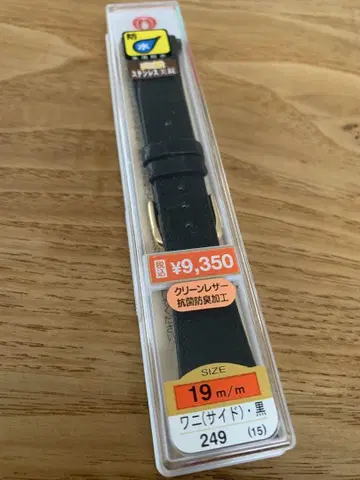 防
水
ステンレス尾錠
税込
¥9,350
クリーンレザー
抗菌防臭加工
SIZE
19 m/m
ワニ(サイド)・黒
249 (15)